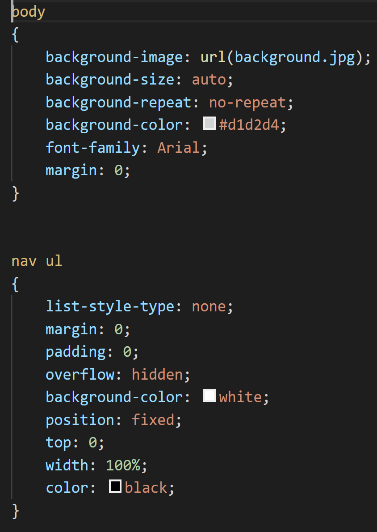 body
{
background-image: url(background.jpg);
background-size: auto;
background-repeat: no-repeat;
background-color: #d1d2d4;
font-family: Arial;
margin: 0;
}
nav ul
{
list-style-type: none;
margin: 0;
padding: 0;
overflow: hidden;
background-color: white;
position: fixed;
top: 0;
width: 100%;
color: black;
}